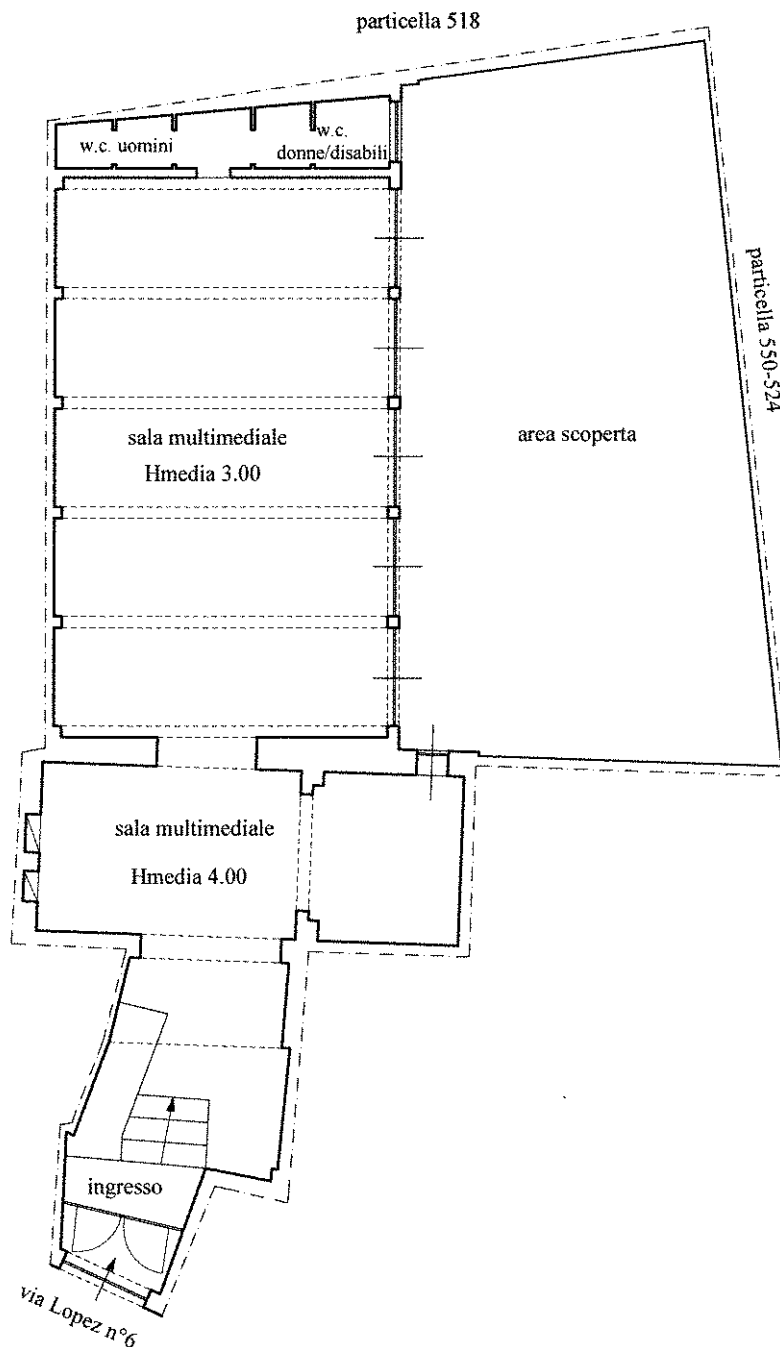 particella 518
w.c. uomini
w.c.
donne/disabili
particella 550-524
sala multimediale
Hmedia 3.00
area scoperta
sala multimediale
Hmedia 4.00
ingresso
via Lopez n°6